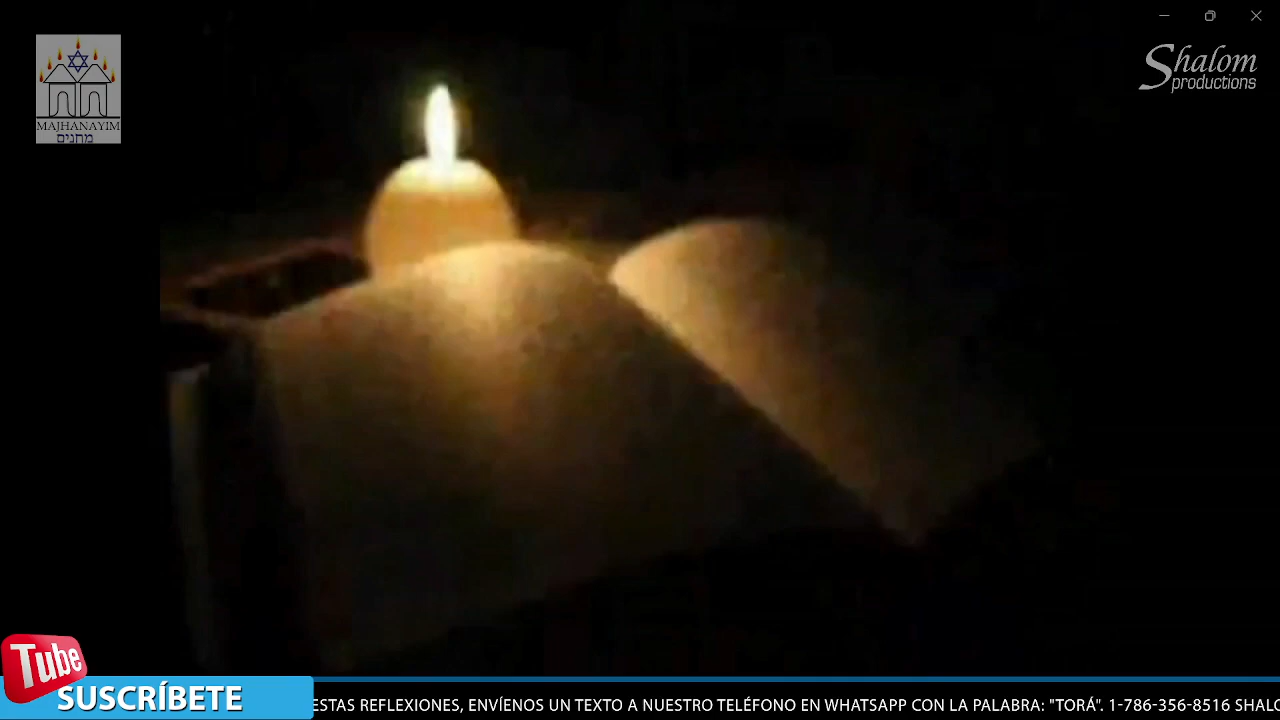 Shalom
productions
MAJHANAYIM
מחנים
Tube
SUSCRÍBETE
ESTAS REFLEXIONES, ENVÍENOS UN TEXTO A NUESTRO TELÉFONO EN WHATSAPP CON LA PALABRA: "TORÁ". 1-786-356-8516 SHALO